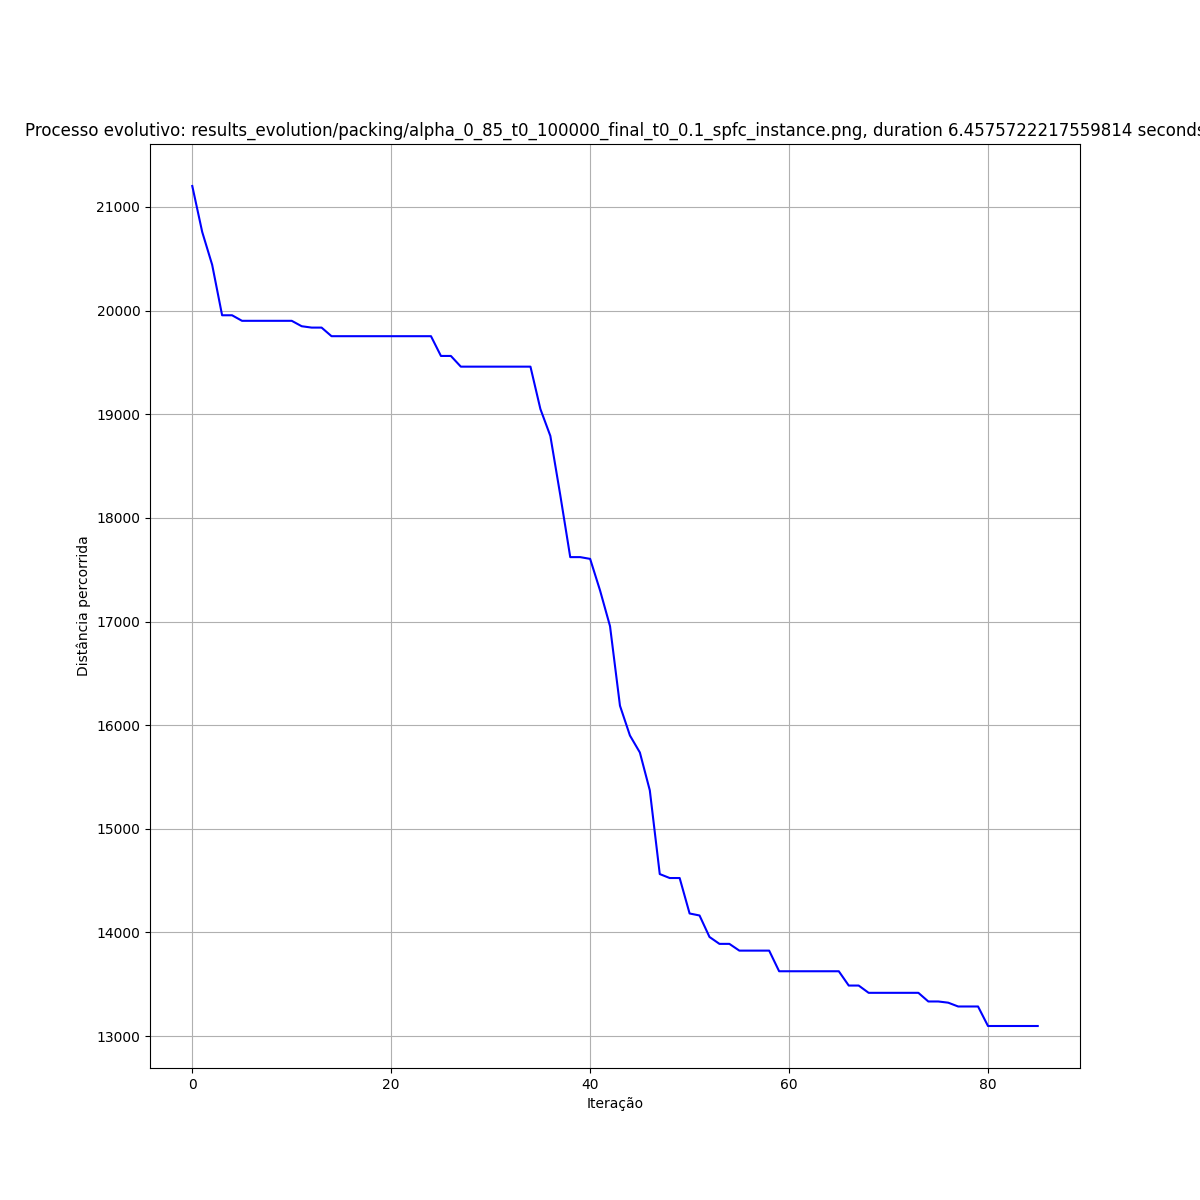 Processo evolutivo: results_evolution/packing/alpha_0_85_t0_100000_final_t0_0.1_spfc_instance.png, duration 6.4575722217559814 seconds
21000
20000
19000
18000
17000
16000
15000
14000
13000
Distância percorrida
0 20 40 60 80
Iteração